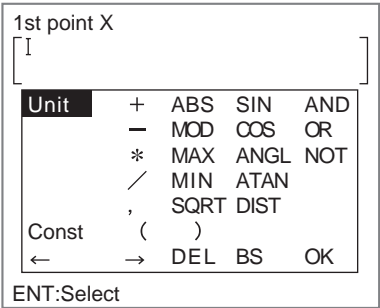 1st point X
[ ]
Unit + ABS SIN AND
− MOD COS OR
* MAX ANGL NOT
／ MIN ATAN
, SQRT DIST
Const ( )
← → DEL BS OK
ENT:Select